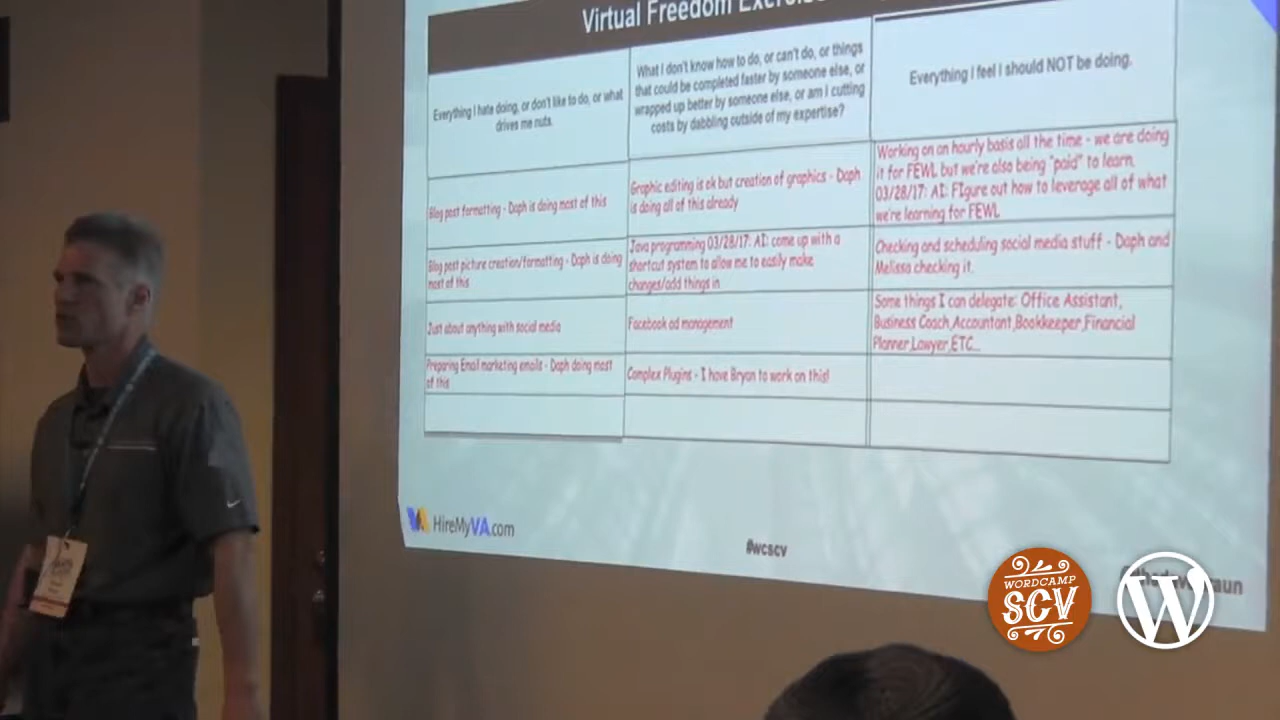 Virtual Freedom
Everything I hate doing, or don't like to do, or what
drives me nuts.
What I don't know how to do, or can't do, or things
that could be completed faster by someone else, or
wrapped up better by someone else, or am I cutting
costs by dabbling outside of my expertise?
Everything I feel I should NOT be doing.
Blog post formatting - Daph is doing most of this
Graphic editing is ok but creation of graphics - Daph
is doing all of this already
Working on an hourly basis all the time - we are doing
it for FEWL but we're also being "paid" to learn.
03/28/17: AI: FIgure out how to leverage all of what
we're learning for FEWL
Blog post picture creation/formatting - Daph is doing
most of this
Java programming 03/28/17: AI: come up with a
shortcut system to allow me to easily make
changes/add things in
Checking and scheduling social media stuff - Daph and
Melissa checking it.
Just about anything with social media
Facebook ad management
Some things I can delegate: Office Assistant,
Business Coach,Accountant,Bookkeeper,Financial
Planner,Lawyer,ETC...
Preparing Email marketing emails - Daph doing most
of this
Complex Plugins - I have Bryan to work on this!
HireMyVA.com
#wcscv
WORDCAMP
SCV
W